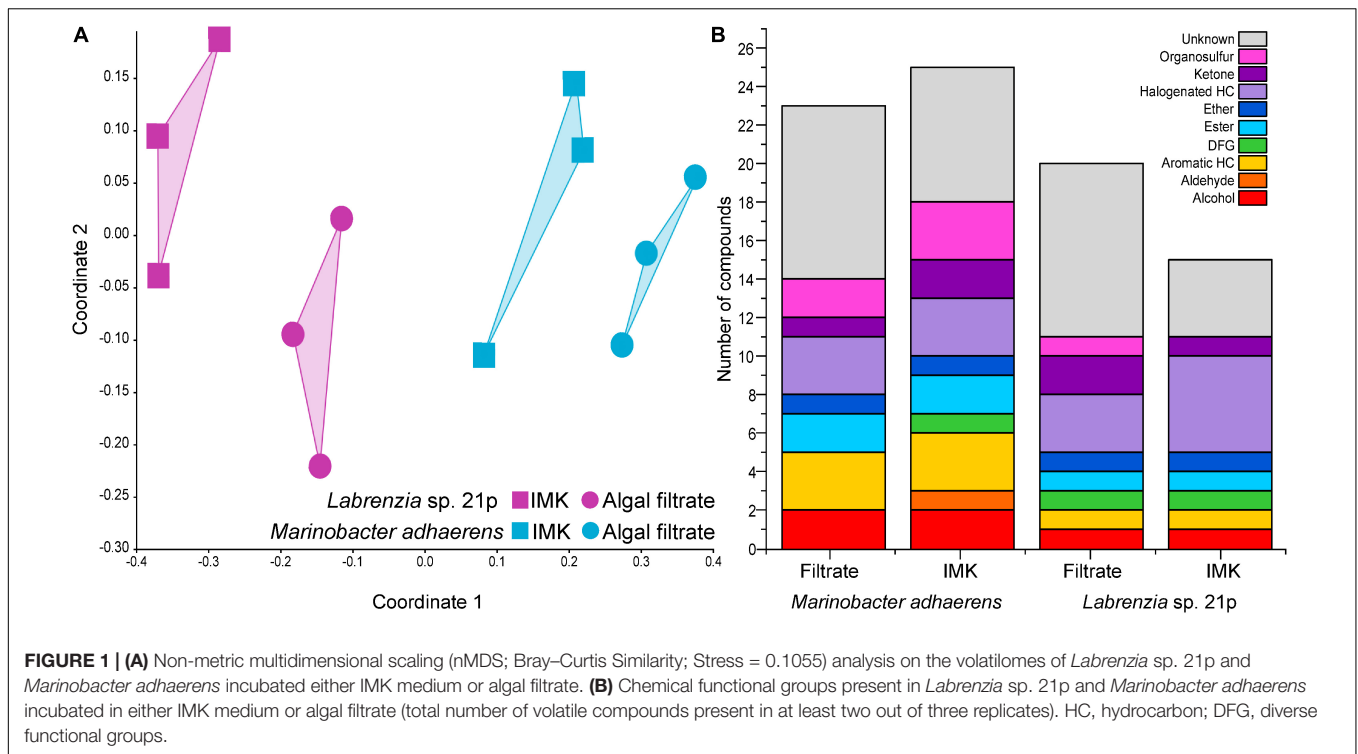 A
0.15
0.10
0.05
0.00
-0.05
-0.10
-0.15
-0.20
-0.25
-0.30
Coordinate 2
-0.4 -0.3 -0.2 -0.1 0.0 0.1 0.2 0.3 0.4
Coordinate 1
Labrenzia sp. 21p IMK Algal filtrate
Marinobacter adhaerens IMK Algal filtrate
B
26
24
22
20
18
16
14
12
10
8
6
4
2
0
Number of compounds
Unknown
Organosulfur
Ketone
Halogenated HC
Ether
Ester
DFG
Aromatic HC
Aldehyde
Alcohol
Filtrate IMK Filtrate IMK
Marinobacter adhaerens Labrenzia sp. 21p
FIGURE 1 | (A) Non-metric multidimensional scaling (nMDS; Bray–Curtis Similarity; Stress = 0.1055) analysis on the volatilomes of Labrenzia sp. 21p and
Marinobacter adhaerens incubated either IMK medium or algal filtrate. (B) Chemical functional groups present in Labrenzia sp. 21p and Marinobacter adhaerens
incubated in either IMK medium or algal filtrate (total number of volatile compounds present in at least two out of three replicates). HC, hydrocarbon; DFG, diverse
functional groups.